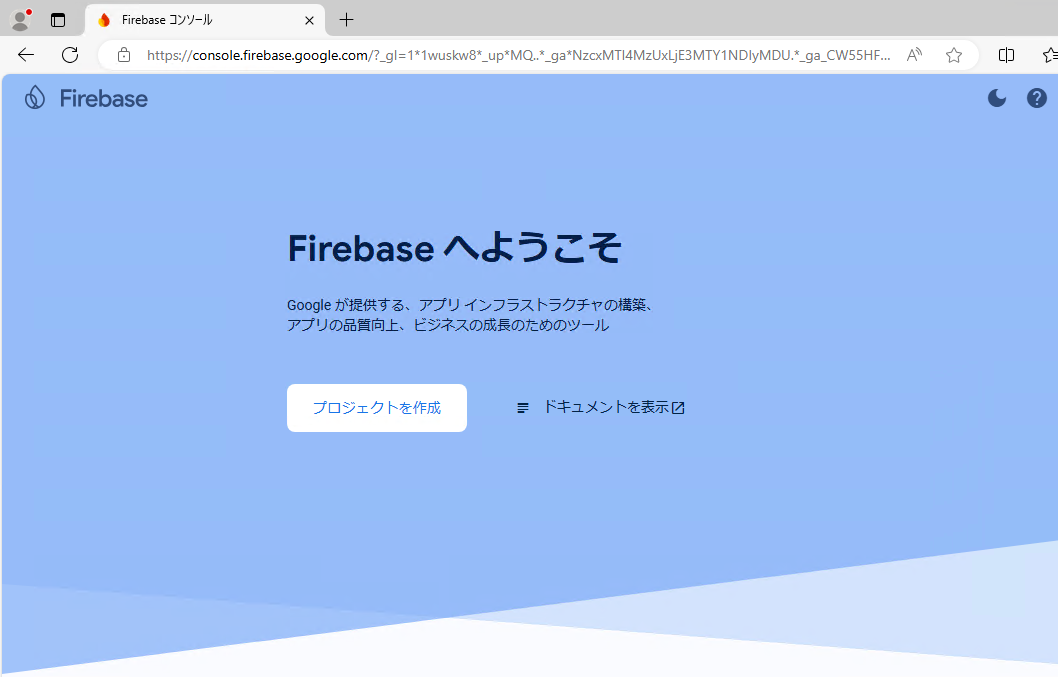 Firebase コンソール
https://console.firebase.google.com/?_gl=1*1wuskw8*_up*MQ..*_ga*NzcxMTI4MzUxLjE3MTY1NDIyMDU.*_ga_CW55HF...
Firebase
Firebase へようこそ
Google が提供する、アプリ インフラストラクチャの構築、
アプリの品質向上、ビジネスの成長のためのツール
プロジェクトを作成
ドキュメントを表示